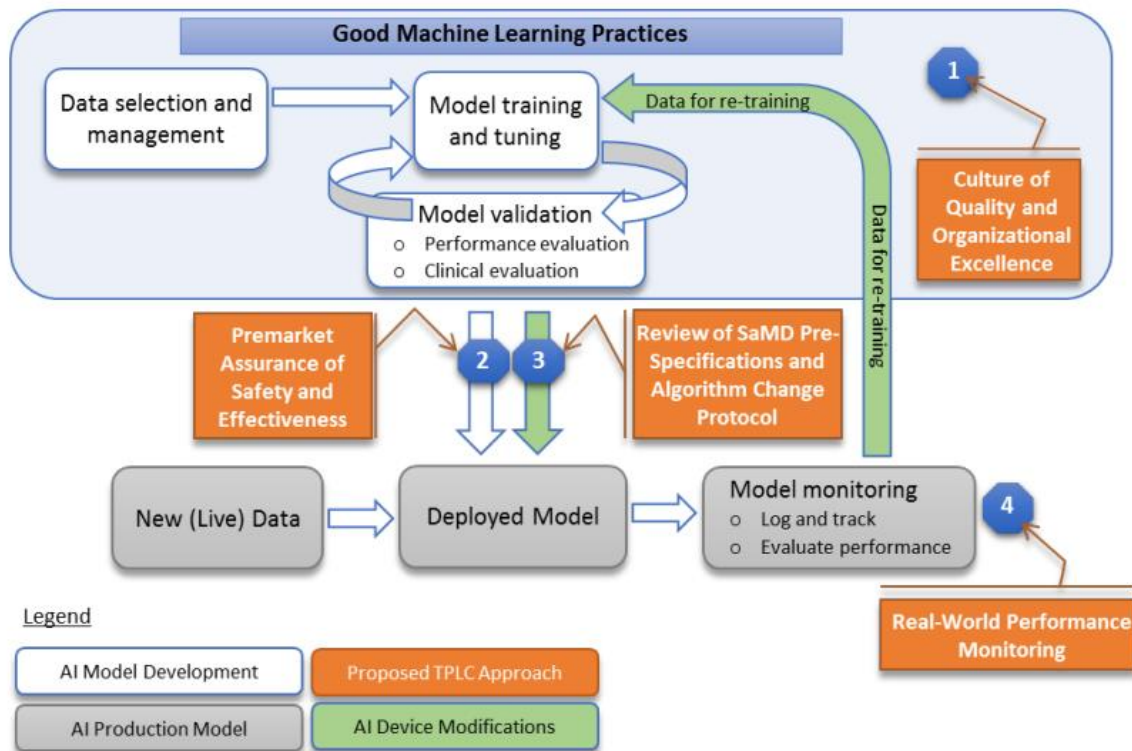 Good Machine Learning Practices
Data selection and
management
Model training
and tuning
Data for re-training
1
Culture of
Quality and
Organizational
Excellence
Model validation
o Performance evaluation
o Clinical evaluation
Data for re-training
Premarket
Assurance of
Safety and
Effectiveness
2
3
Review of SaMD Pre-
Specifications and
Algorithm Change
Protocol
New (Live) Data
Deployed Model
Model monitoring
o Log and track
o Evaluate performance
4
Real-World Performance
Monitoring
Legend
AI Model Development
Proposed TPLC Approach
AI Production Model
AI Device Modifications